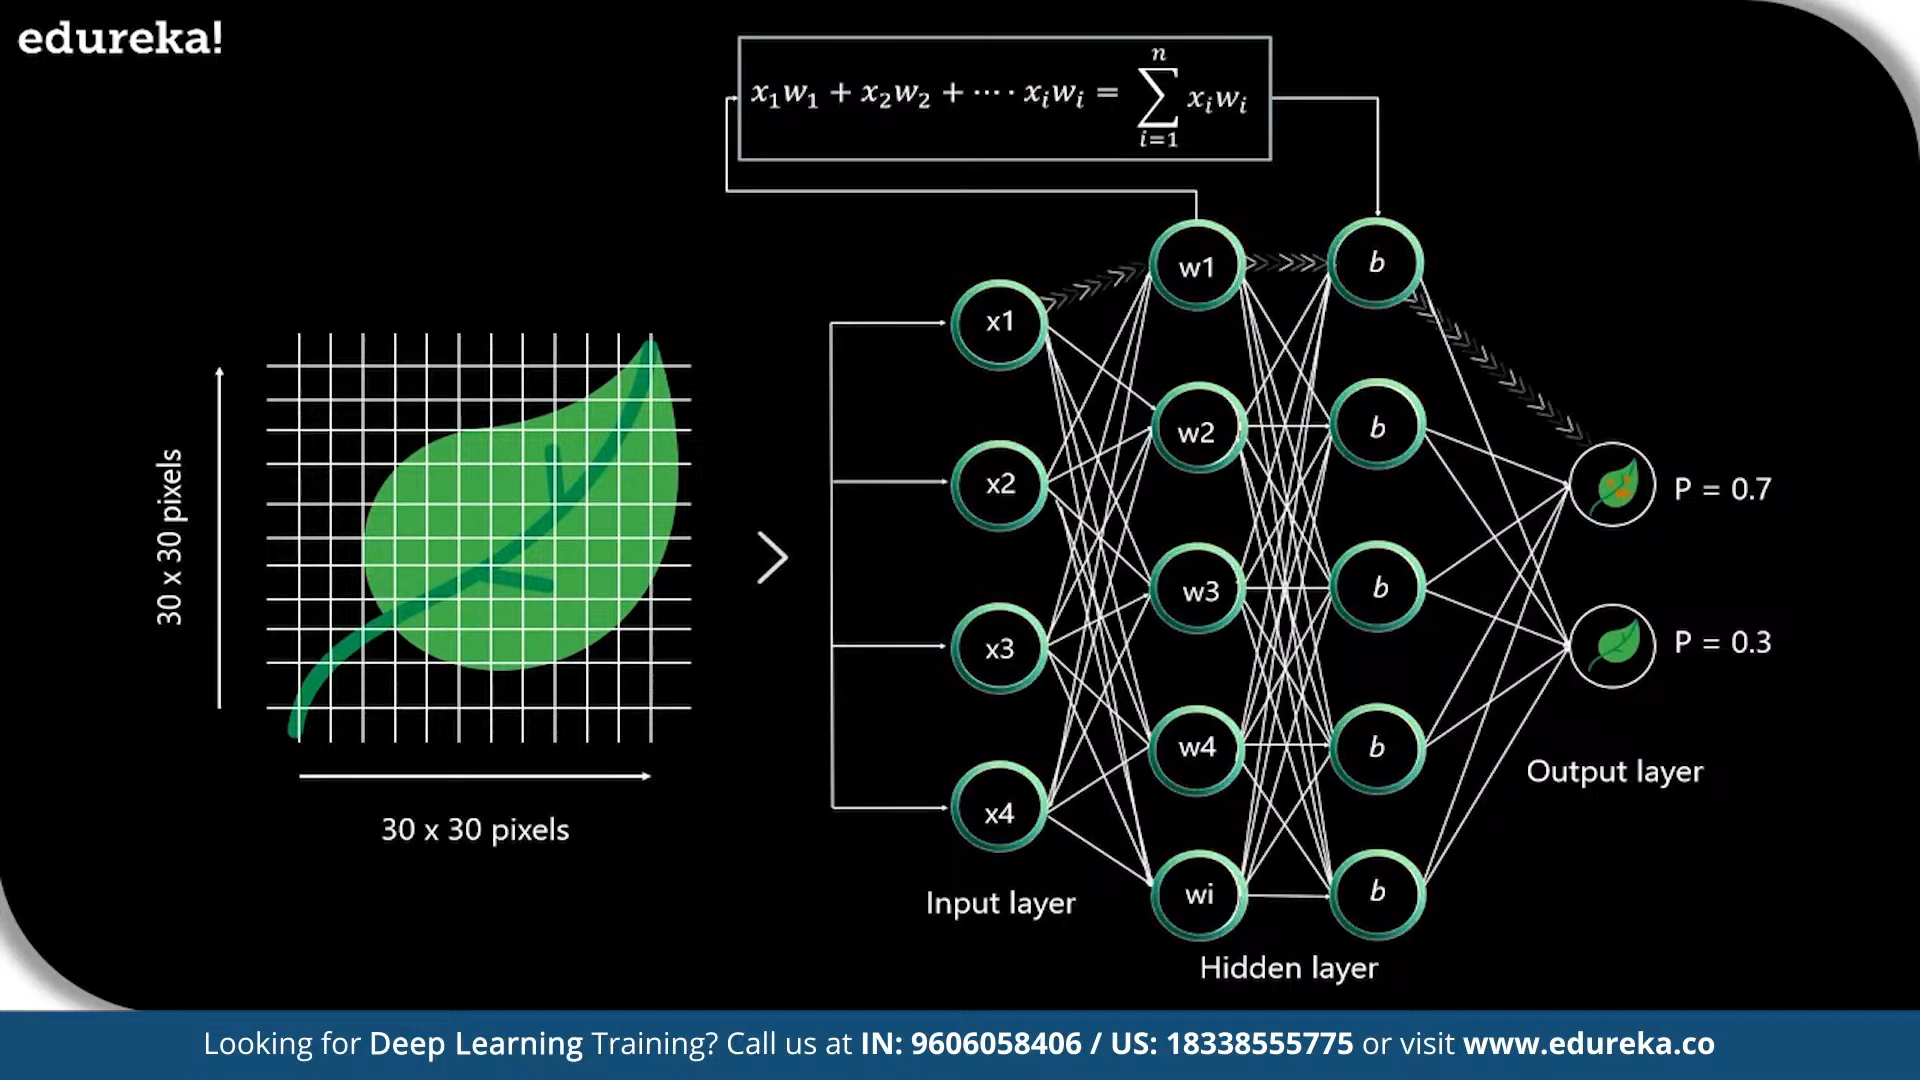 edureka!
x₁w₁ + x₂w₂ + ···· xᵢwᵢ = ∑ⁿᵢ₌₁ xᵢwᵢ
30 x 30 pixels
30 x 30 pixels
x1
x2
x3
x4
Input layer
w1
w2
w3
w4
wi
b
b
b
b
b
Hidden layer
P = 0.7
P = 0.3
Output layer
Looking for Deep Learning Training? Call us at IN: 9606058406 / US: 18338555775 or visit www.edureka.co